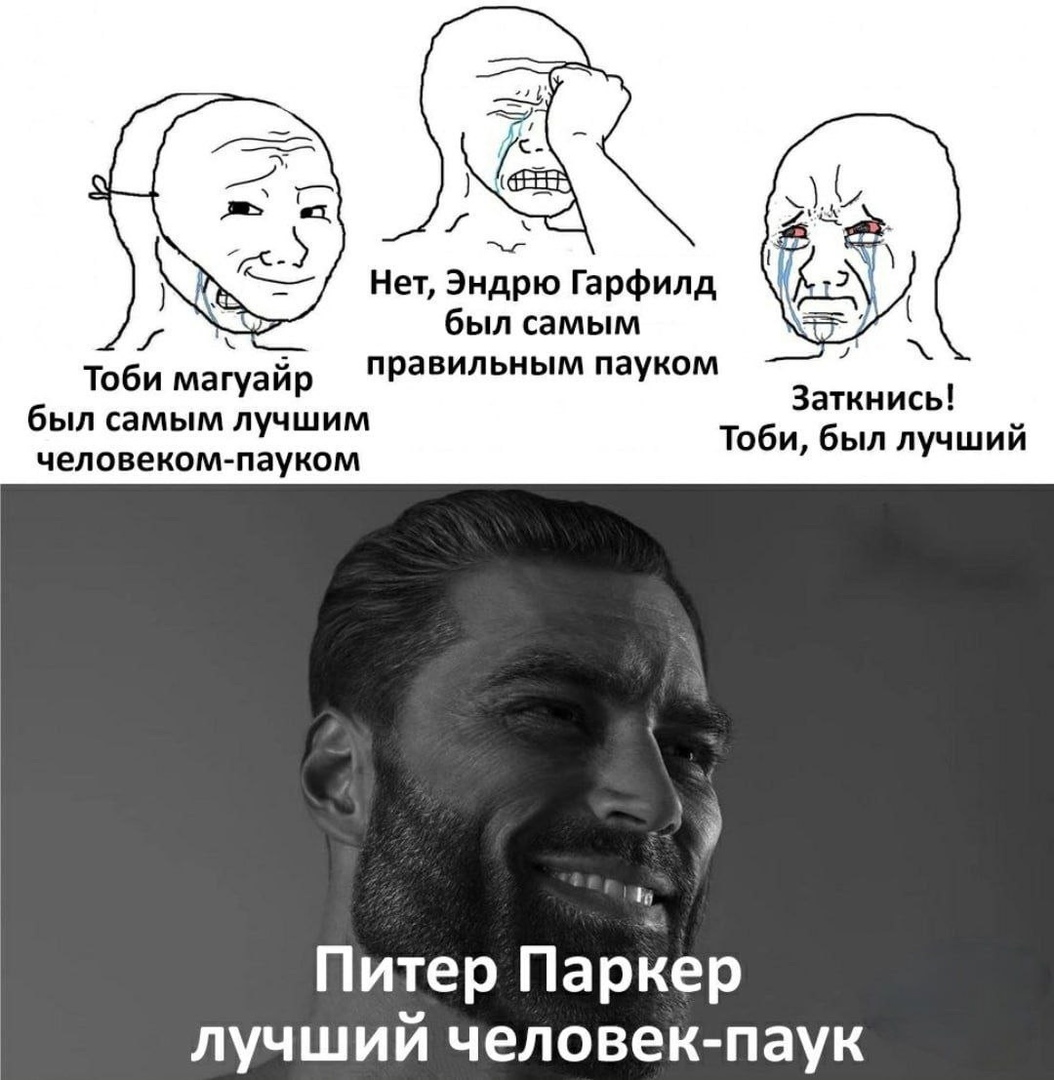 Тоби магуайр
был самым лучшим
человеком-пауком
Нет, Эндрю Гарфилд
был самым
правильным пауком
Заткнись!
Тоби, был лучший
Питер Паркер
лучший человек-паук